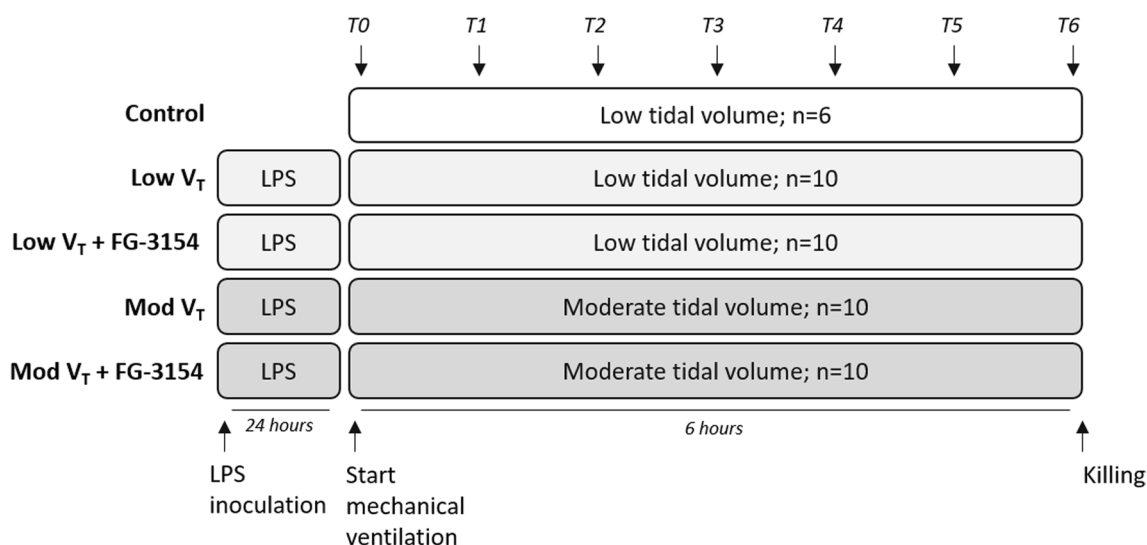 T0 T1 T2 T3 T4 T5 T6
Control Low tidal volume; n=6
Low VT LPS Low tidal volume; n=10
Low VT + FG-3154 LPS Low tidal volume; n=10
Mod VT LPS Moderate tidal volume; n=10
Mod VT + FG-3154 LPS Moderate tidal volume; n=10
24 hours 6 hours
LPS
inoculation
Start
mechanical
ventilation
Killing